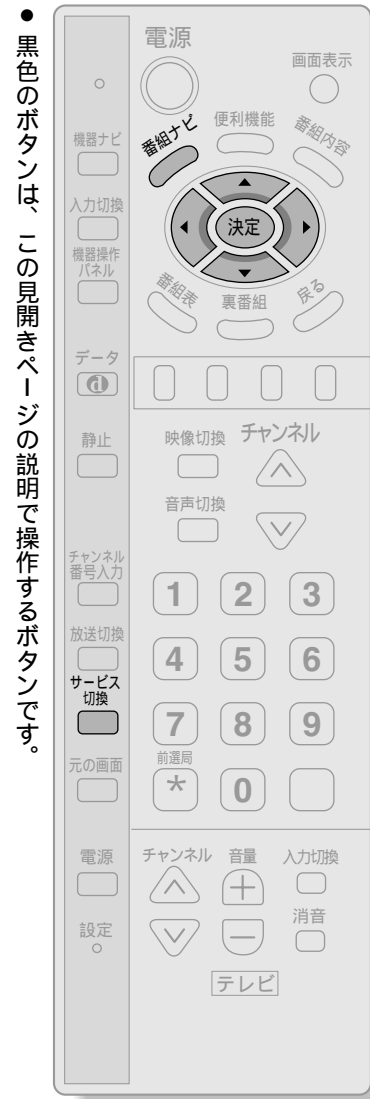 ● 黒色のボタンは、この見開きページの説明で操作するボタンです。
電源
画面表示
機器ナビ
番組ナビ
便利機能
番組内容
入力切換
決定
機器操作
パネル
番組表
裏番組
戻る
データ
d
静止
映像切換
チャンネル
音声切換
チャンネル
番号入力
1 2 3
放送切換
4 5 6
サービス
切換
7 8 9
元の画面
前選局
* 0
電源
チャンネル
音量
入力切換
+
設定
消音
−
テレビ